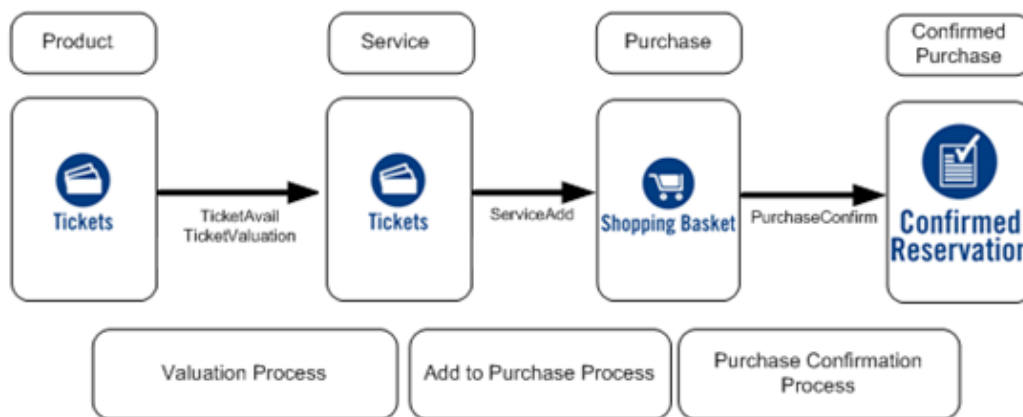 Product
Service
Purchase
Confirmed
Purchase
Tickets
TicketAvail
TicketValuation
Tickets
ServiceAdd
Shopping Basket
PurchaseConfirm
Confirmed
Reservation
Valuation Process
Add to Purchase Process
Purchase Confirmation
Process